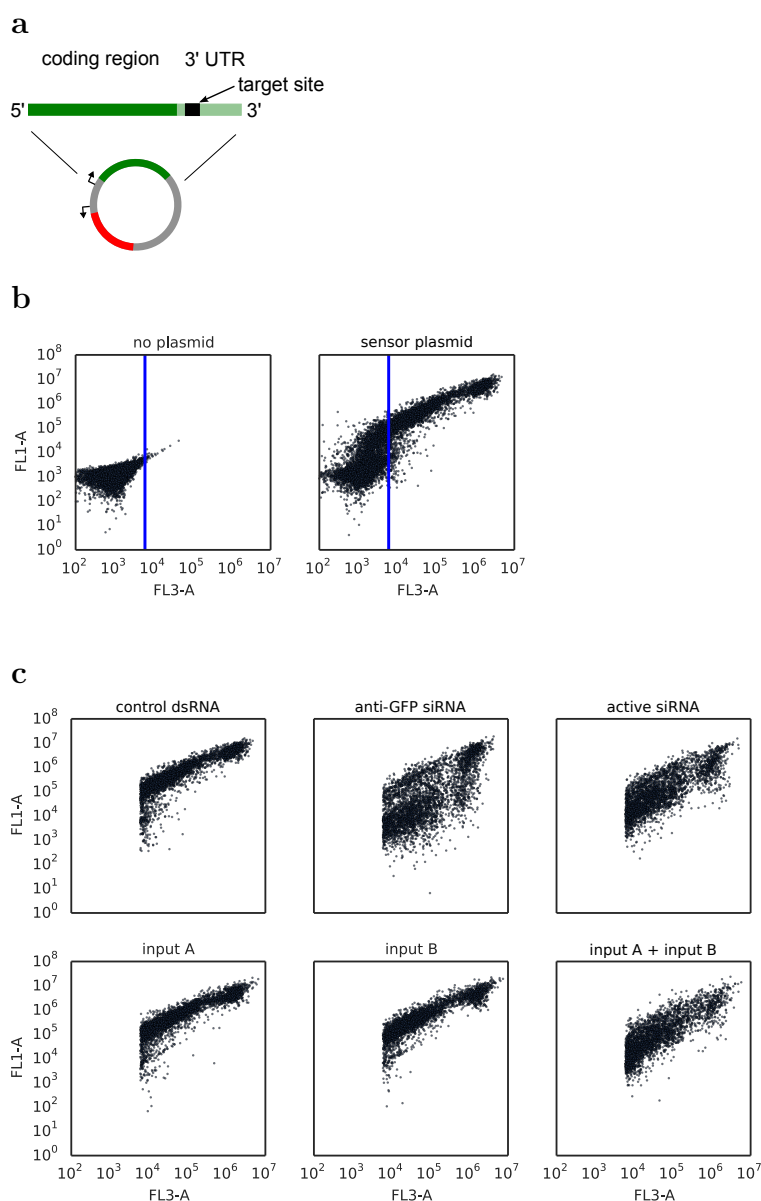 a
coding region 3' UTR
target site
5' 3'
b
no plasmid sensor plasmid
10^8
10^7
10^6
10^5
10^4
10^3
10^2
10^1
10^0
FL1-A
10^2 10^3 10^4 10^5 10^6 10^7 10^2 10^3 10^4 10^5 10^6 10^7
FL3-A FL3-A
c
control dsRNA anti-GFP siRNA active siRNA
10^8
10^7
10^6
10^5
10^4
10^3
10^2
10^1
10^0
FL1-A
input A input B input A + input B
10^8
10^7
10^6
10^5
10^4
10^3
10^2
10^1
10^0
FL1-A
10^2 10^3 10^4 10^5 10^6 10^7 10^2 10^3 10^4 10^5 10^6 10^7 10^2 10^3 10^4 10^5 10^6 10^7
FL3-A FL3-A FL3-A